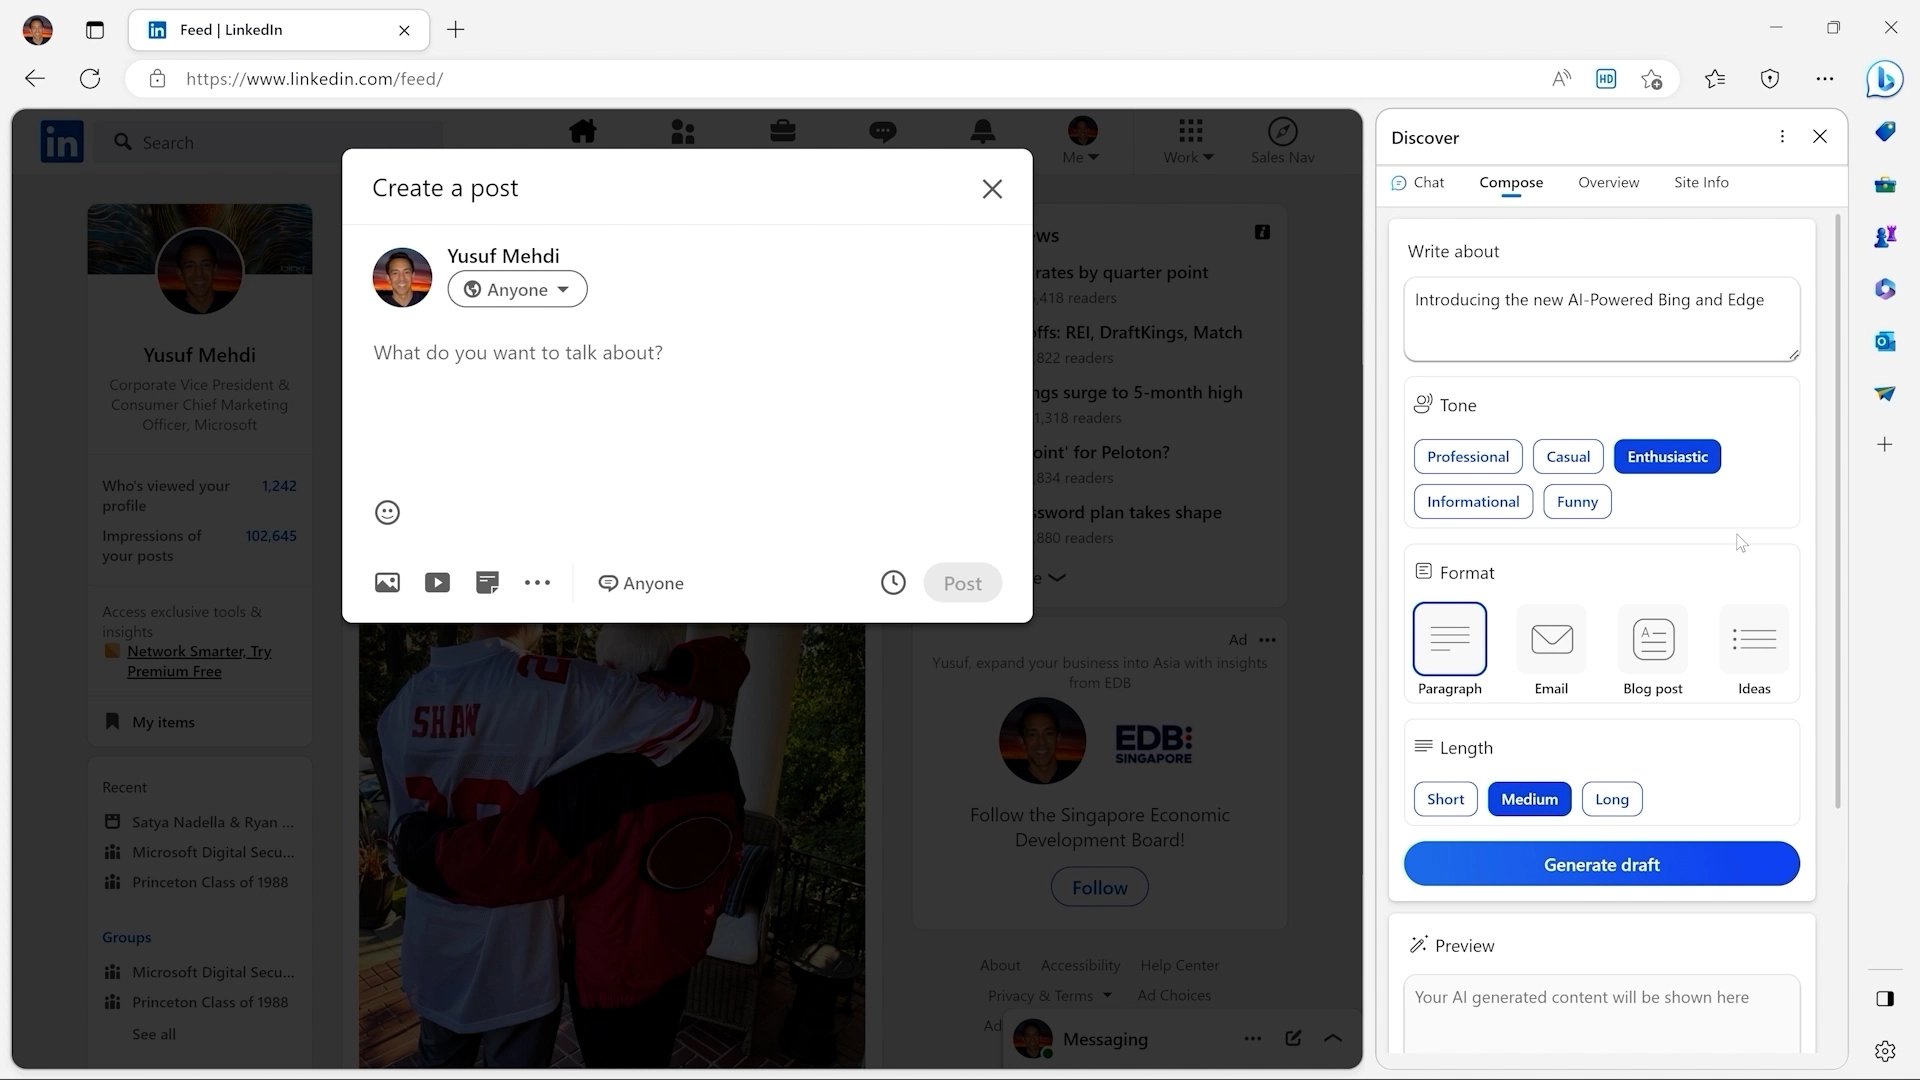 Feed | LinkedIn
https://www.linkedin.com/feed/
HD
in
Search
Me
Work
Sales Nav
Yusuf Mehdi
Corporate Vice President &
Consumer Chief Marketing
Officer, Microsoft
Who's viewed your
profile
1,242
Impressions of
your posts
102,645
Access exclusive tools &
insights
Network Smarter, Try
Premium Free
My items
Recent
Satya Nadella & Ryan ...
Microsoft Digital Secu...
Princeton Class of 1988
Groups
Microsoft Digital Secu...
Princeton Class of 1988
See all
Create a post
Yusuf Mehdi
Anyone
What do you want to talk about?
Anyone
Post
SHAW
ws
rates by quarter point
,418 readers
offs: REI, DraftKings, Match
822 readers
ngs surge to 5-month high
1,318 readers
oint' for Peloton?
834 readers
ssword plan takes shape
880 readers
e
Ad
Yusuf, expand your business into Asia with insights
from EDB
EDB
SINGAPORE
Follow the Singapore Economic
Development Board!
Follow
About Accessibility Help Center
Privacy & Terms Ad Choices
Ad
Messaging
Discover
Chat Compose Overview Site Info
Write about
Introducing the new AI-Powered Bing and Edge
Tone
Professional Casual Enthusiastic
Informational Funny
Format
Paragraph Email Blog post Ideas
Length
Short Medium Long
Generate draft
Preview
Your AI generated content will be shown here